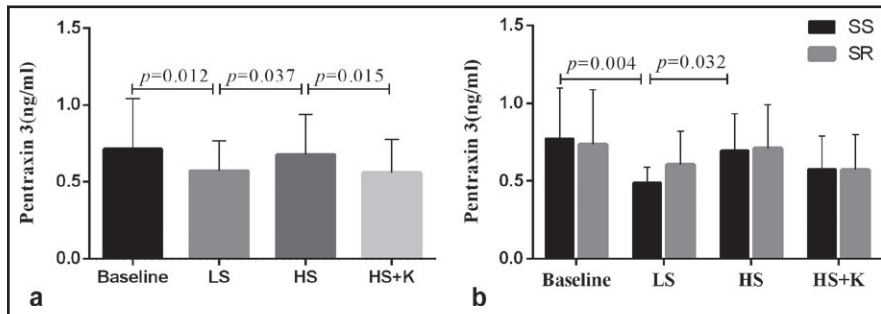 1.5
1.0
0.5
0.0
Pentraxin 3(ng/ml)
p=0.012
p=0.037
p=0.015
Baseline
LS
HS
HS+K
a
1.5
1.0
0.5
0.0
Pentraxin 3(ng/ml)
SS
SR
p=0.004
p=0.032
Baseline
LS
HS
HS+K
b